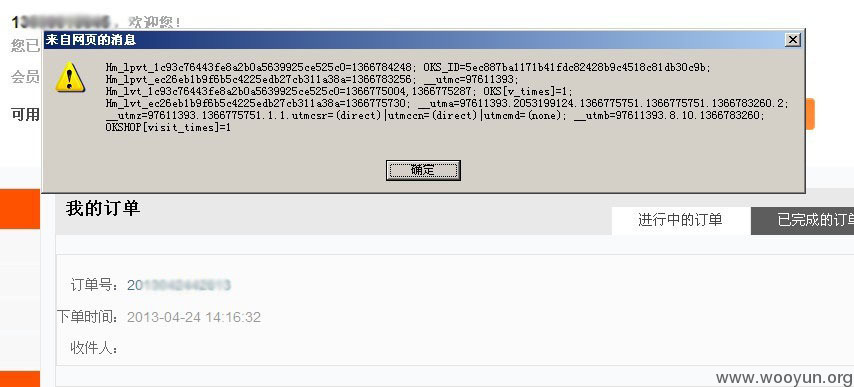 欢迎您!
来自网页的消息
您已
Hm_lpvt_1c93c76443fe8a2b0a5639925ce525c0=1366784248; OKS_ID=5ec887ba1171b41fdc82428b9c4518c81db30c9b;
会员
Hm_lpvt_ec26eb1b9f6b5c4225edb27cb311a38a=1366783256; __utmc=97611393;
Hm_lvt_1c93c76443fe8a2b0a5639925ce525c0=1366775004,1366775287; OKS[v_times]=1;
Hm_lvt_ec26eb1b9f6b5c4225edb27cb311a38a=1366775730; __utma=97611393.2053199124.1366775751.1366775751.1366783260.2;
可用
__utmz=97611393.1366775751.1.1.utmcsr=(direct)|utmccn=(direct)|utmcmd=(none); __utmb=97611393.8.10.1366783260;
OKSHOP[visit_times]=1
确定
我的订单
进行中的订单
已完成的订单
订单号:
下单时间: 2013-04-24 14:16:32
收件人:
www.wooyun.org